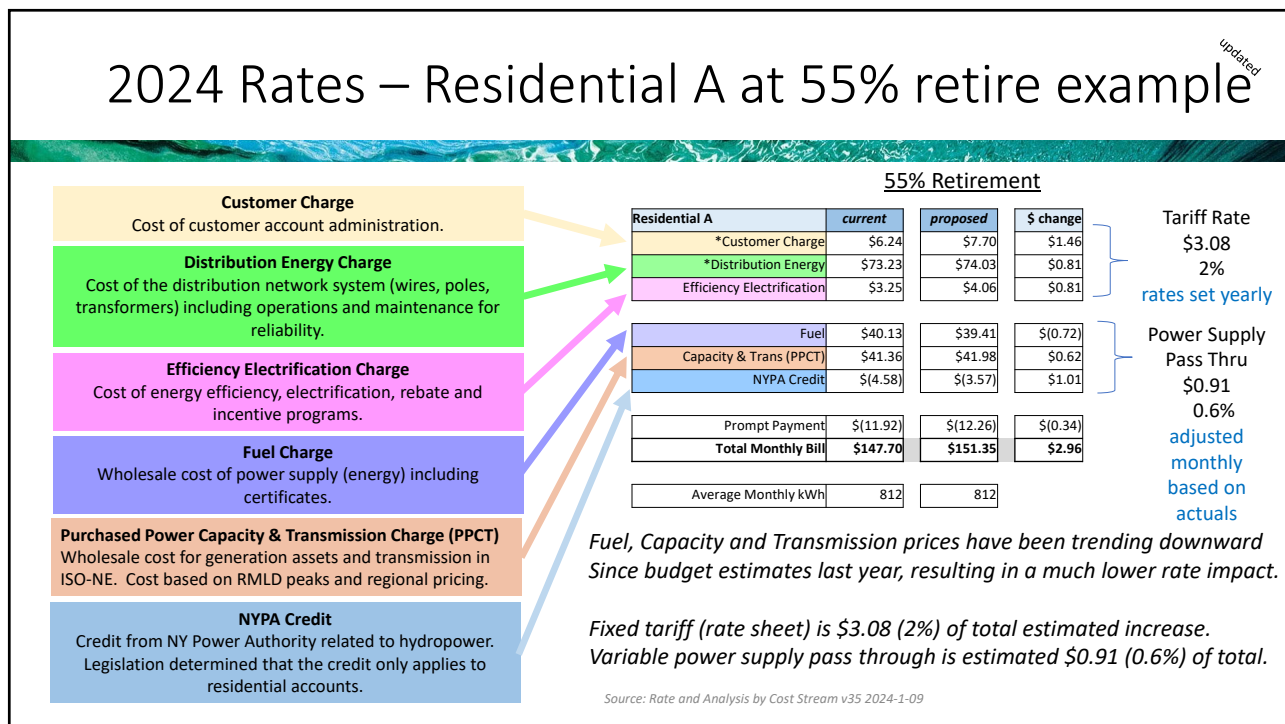 updated
2024 Rates – Residential A at 55% retire example
Customer Charge
Cost of customer account administration.
Distribution Energy Charge
Cost of the distribution network system (wires, poles,
transformers) including operations and maintenance for
reliability.
Efficiency Electrification Charge
Cost of energy efficiency, electrification, rebate and
incentive programs.
Fuel Charge
Wholesale cost of power supply (energy) including
certificates.
Purchased Power Capacity & Transmission Charge (PPCT)
Wholesale cost for generation assets and transmission in
ISO-NE. Cost based on RMLD peaks and regional pricing.
NYPA Credit
Credit from NY Power Authority related to hydropower.
Legislation determined that the credit only applies to
residential accounts.
55% Retirement
Residential A current proposed $ change
*Customer Charge $6.24 $7.70 $1.46
*Distribution Energy $73.23 $74.03 $0.81
Efficiency Electrification $3.25 $4.06 $0.81
Fuel $40.13 $39.41 $(0.72)
Capacity & Trans (PPCT) $41.36 $41.98 $0.62
NYPA Credit $(4.58) $(3.57) $1.01
Prompt Payment $(11.92) $(12.26) $(0.34)
Total Monthly Bill $147.70 $151.35 $2.96
Average Monthly kWh 812 812
Tariff Rate
$3.08
2%
rates set yearly
Power Supply
Pass Thru
$0.91
0.6%
adjusted
monthly
based on
actuals
Fuel, Capacity and Transmission prices have been trending downward
Since budget estimates last year, resulting in a much lower rate impact.
Fixed tariff (rate sheet) is $3.08 (2%) of total estimated increase.
Variable power supply pass through is estimated $0.91 (0.6%) of total.
Source: Rate and Analysis by Cost Stream v35 2024-1-09